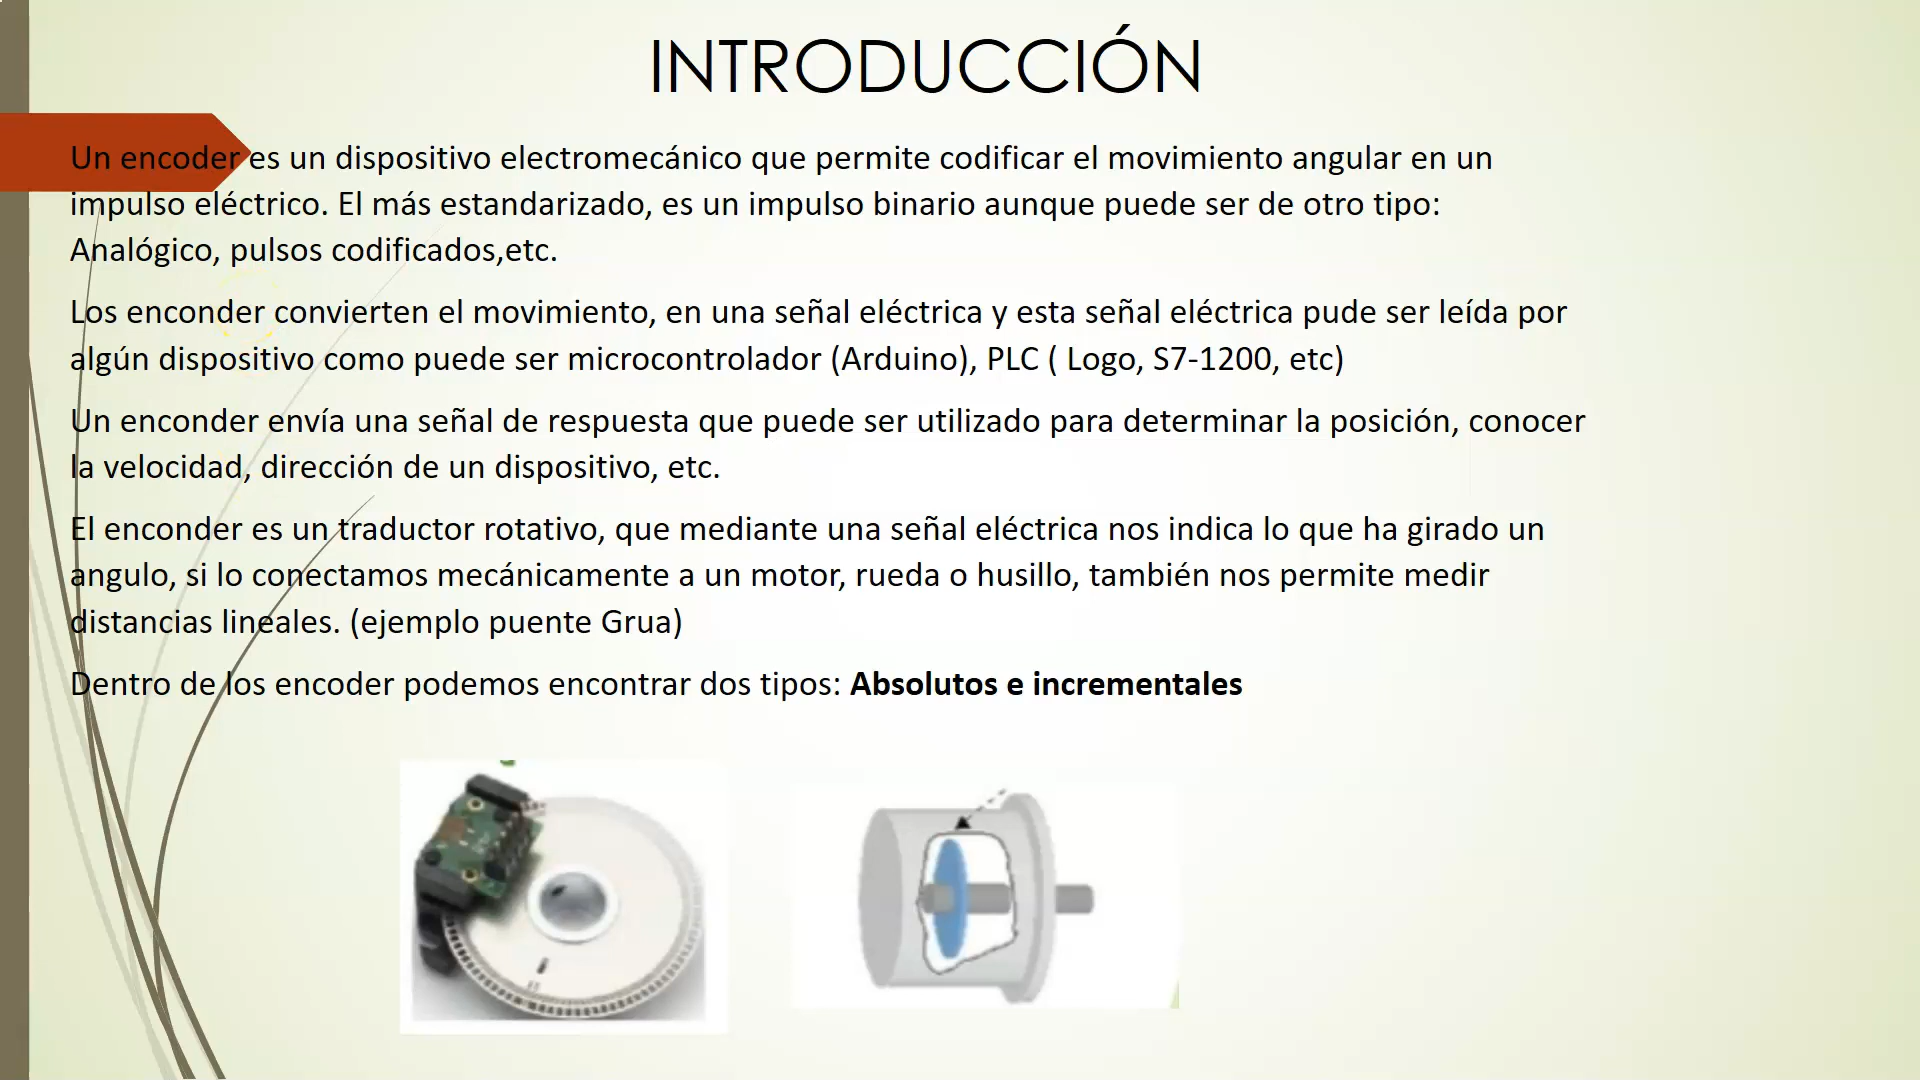 INTRODUCCIÓN
Un encoder es un dispositivo electromecánico que permite codificar el movimiento angular en un
impulso eléctrico. El más estandarizado, es un impulso binario aunque puede ser de otro tipo:
Analógico, pulsos codificados,etc.
Los enconder convierten el movimiento, en una señal eléctrica y esta señal eléctrica pude ser leída por
algún dispositivo como puede ser microcontrolador (Arduino), PLC ( Logo, S7-1200, etc)
Un enconder envía una señal de respuesta que puede ser utilizado para determinar la posición, conocer
la velocidad, dirección de un dispositivo, etc.
El enconder es un traductor rotativo, que mediante una señal eléctrica nos indica lo que ha girado un
angulo, si lo conectamos mecánicamente a un motor, rueda o husillo, también nos permite medir
distancias lineales. (ejemplo puente Grua)
Dentro de los encoder podemos encontrar dos tipos: Absolutos e incrementales